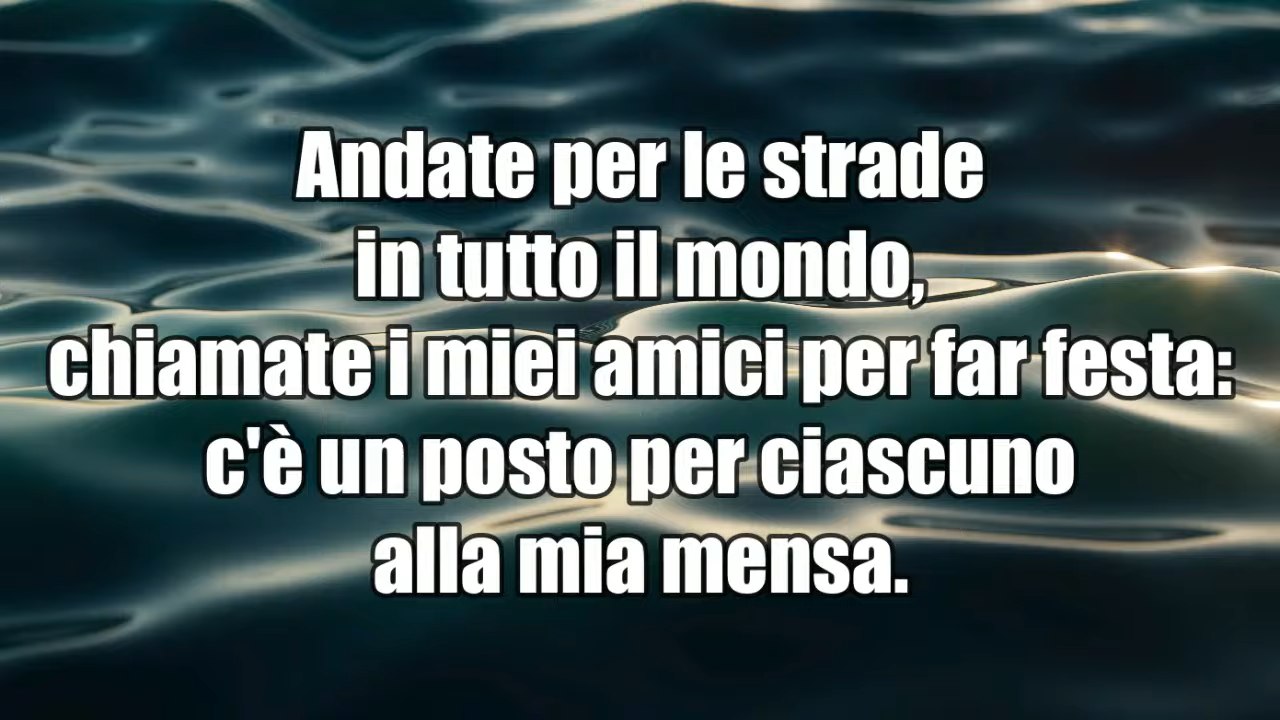 Andate per le strade
in tutto il mondo,
chiamate i miei amici per far festa:
c'è un posto per ciascuno
alla mia mensa.